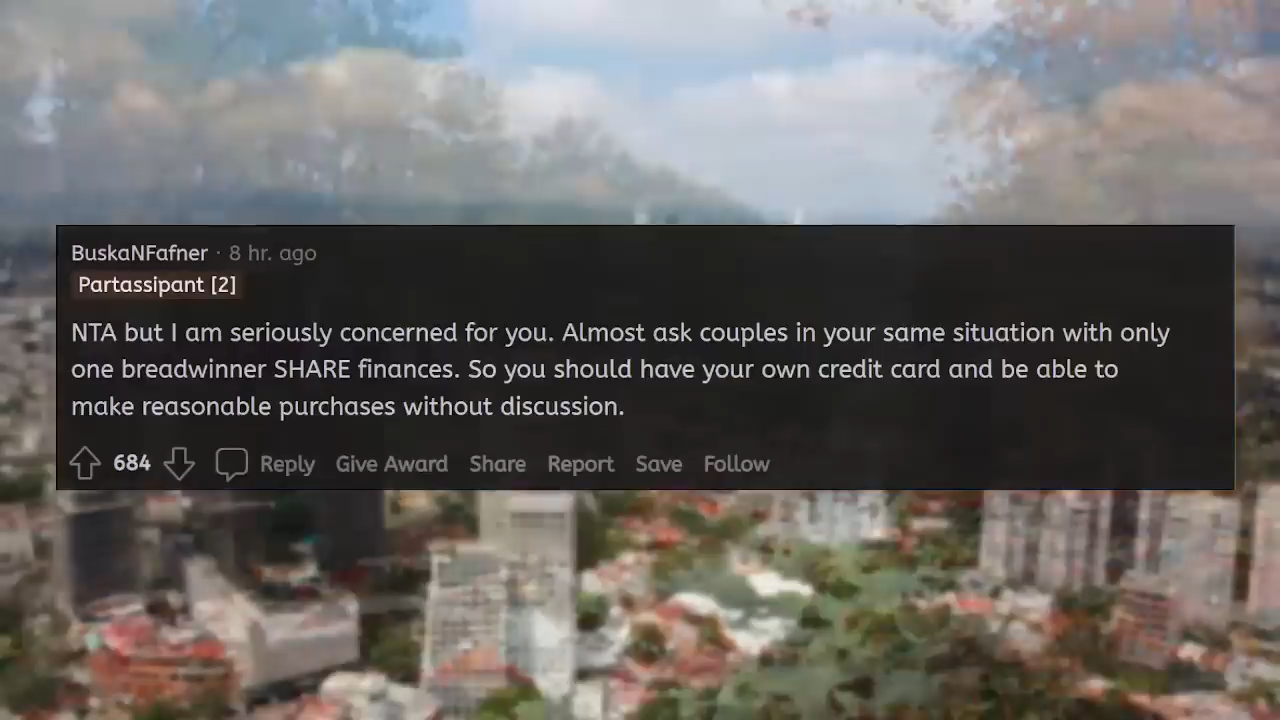 BuskaNFafner · 8 hr. ago
Partassipant [2]
NTA but I am seriously concerned for you. Almost ask couples in your same situation with only
one breadwinner SHARE finances. So you should have your own credit card and be able to
make reasonable purchases without discussion.
684 Reply Give Award Share Report Save Follow